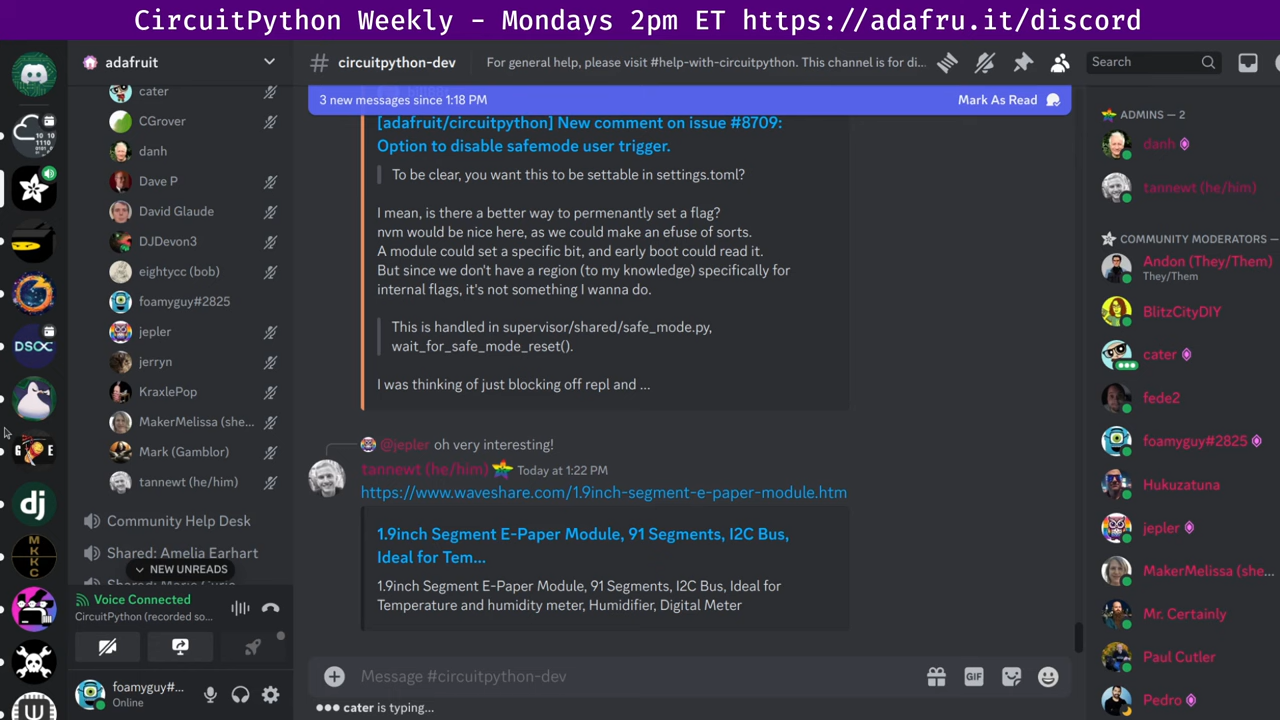 CircuitPython Weekly - Mondays 2pm ET https://adafru.it/discord
adafruit
cater
CGrover
danh
Dave P
David Glaude
DJDevon3
eightycc (bob)
foamyguy#2825
jepler
jerryn
KraxlePop
MakerMelissa (she...
Mark (Gamblor)
tannewt (he/him)
Community Help Desk
Shared: Amelia Earhart
NEW UNREADS
Voice Connected
CircuitPython (recorded so...
foamyguy#...
Online
DSOC
G E
dj
M K
K C
# circuitpython-dev
For general help, please visit #help-with-circuitpython. This channel is for di...
Search
3 new messages since 1:18 PM
Mark As Read
[adafruit/circuitpython] New comment on issue #8709:
Option to disable safemode user trigger.
To be clear, you want this to be settable in settings.toml?
I mean, is there a better way to permenantly set a flag?
nvm would be nice here, as we could make an efuse of sorts.
A module could set a specific bit, and early boot could read it.
But since we don't have a region (to my knowledge) specifically for
internal flags, it's not something I wanna do.
This is handled in supervisor/shared/safe_mode.py,
wait_for_safe_mode_reset().
I was thinking of just blocking off repl and ...
@jepler oh very interesting!
tannewt (he/him) Today at 1:22 PM
https://www.waveshare.com/1.9inch-segment-e-paper-module.htm
1.9inch Segment E-Paper Module, 91 Segments, I2C Bus,
Ideal for Tem...
1.9inch Segment E-Paper Module, 91 Segments, I2C Bus, Ideal for
Temperature and humidity meter, Humidifier, Digital Meter
Message #circuitpython-dev
GIF
cater is typing...
ADMINS — 2
danh
tannewt (he/him)
COMMUNITY MODERATORS —
Andon (They/Them)
They/Them
BlitzCityDIY
cater
fede2
foamyguy#2825
Hukuzatuna
jepler
MakerMelissa (she...
Mr. Certainly
Paul Cutler
Pedro